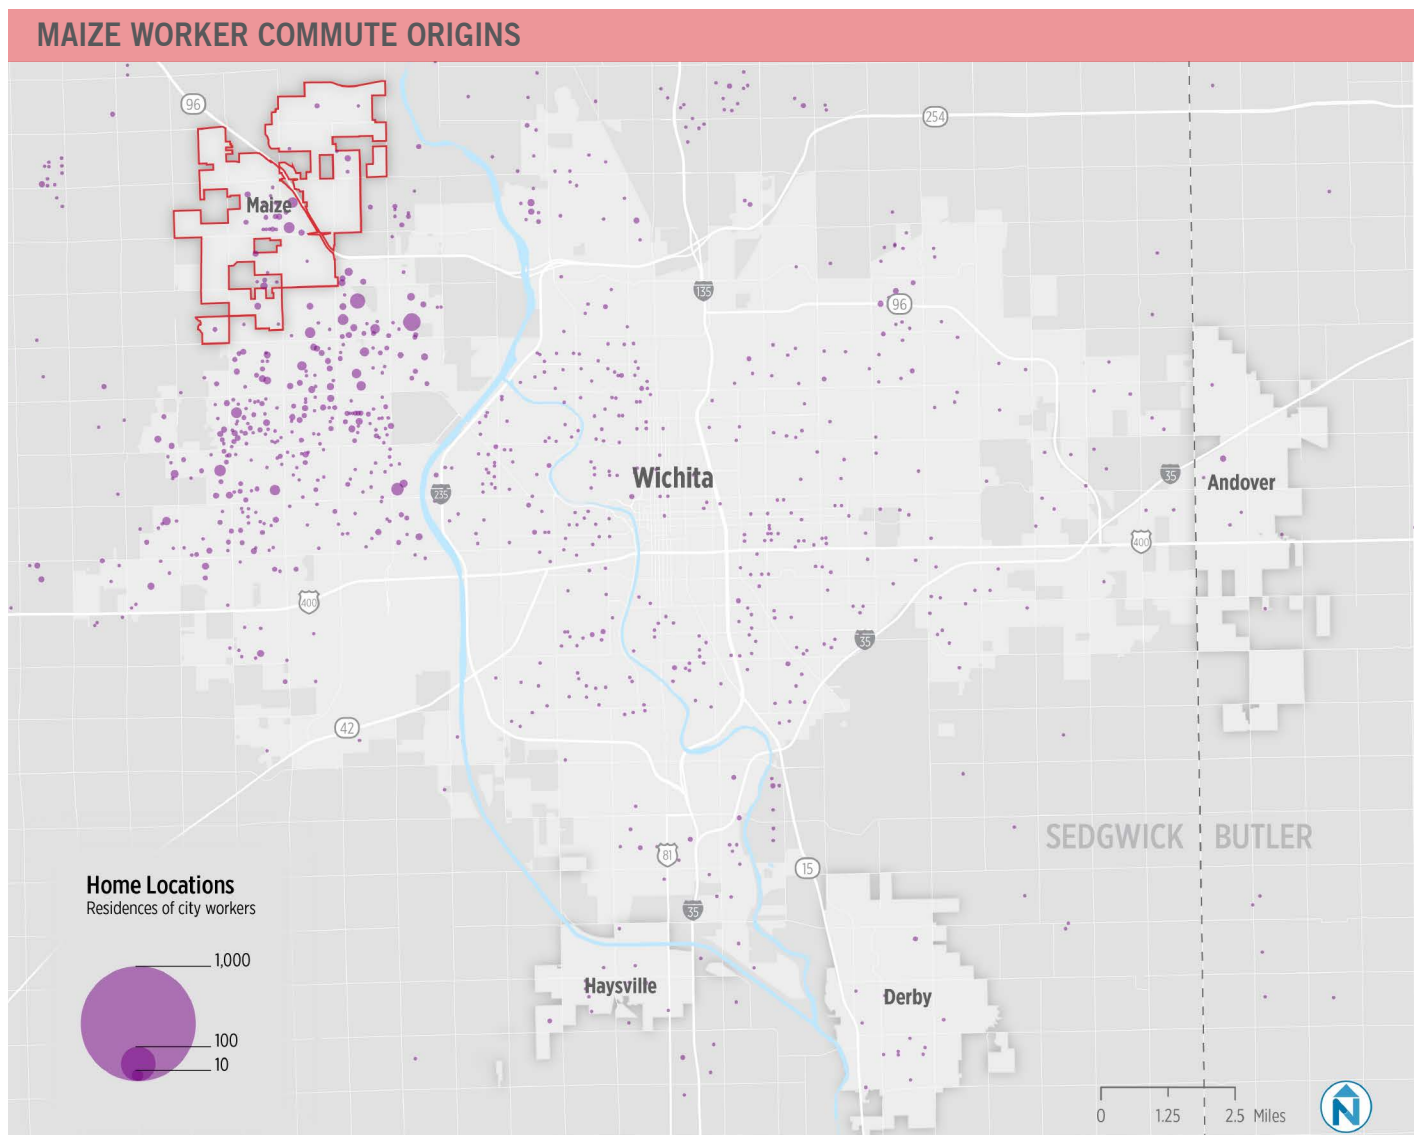 MAIZE WORKER COMMUTE ORIGINS
96
254
Maize
135
96
Wichita
235
35
Andover
400
400
35
42
SEDGWICK BUTLER
81
15
Home Locations
Residences of city workers
35
1,000
Haysville
Derby
100
10
0 1.25 2.5 Miles
N